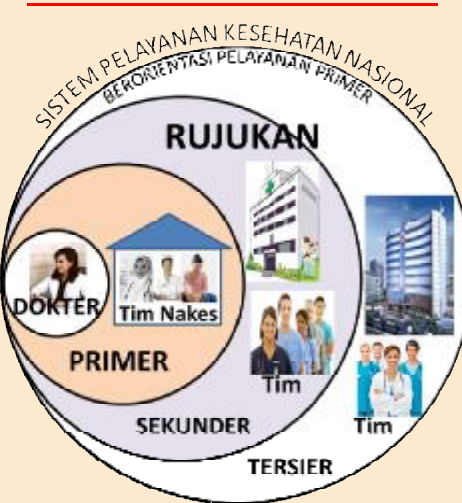 SISTEM PELAYANAN KESEHATAN NASIONAL
BERORIENTASI PELAYANAN PRIMER
RUJUKAN
DOKTER
Tim Nakes
PRIMER
Tim
SEKUNDER
Tim
TERSIER